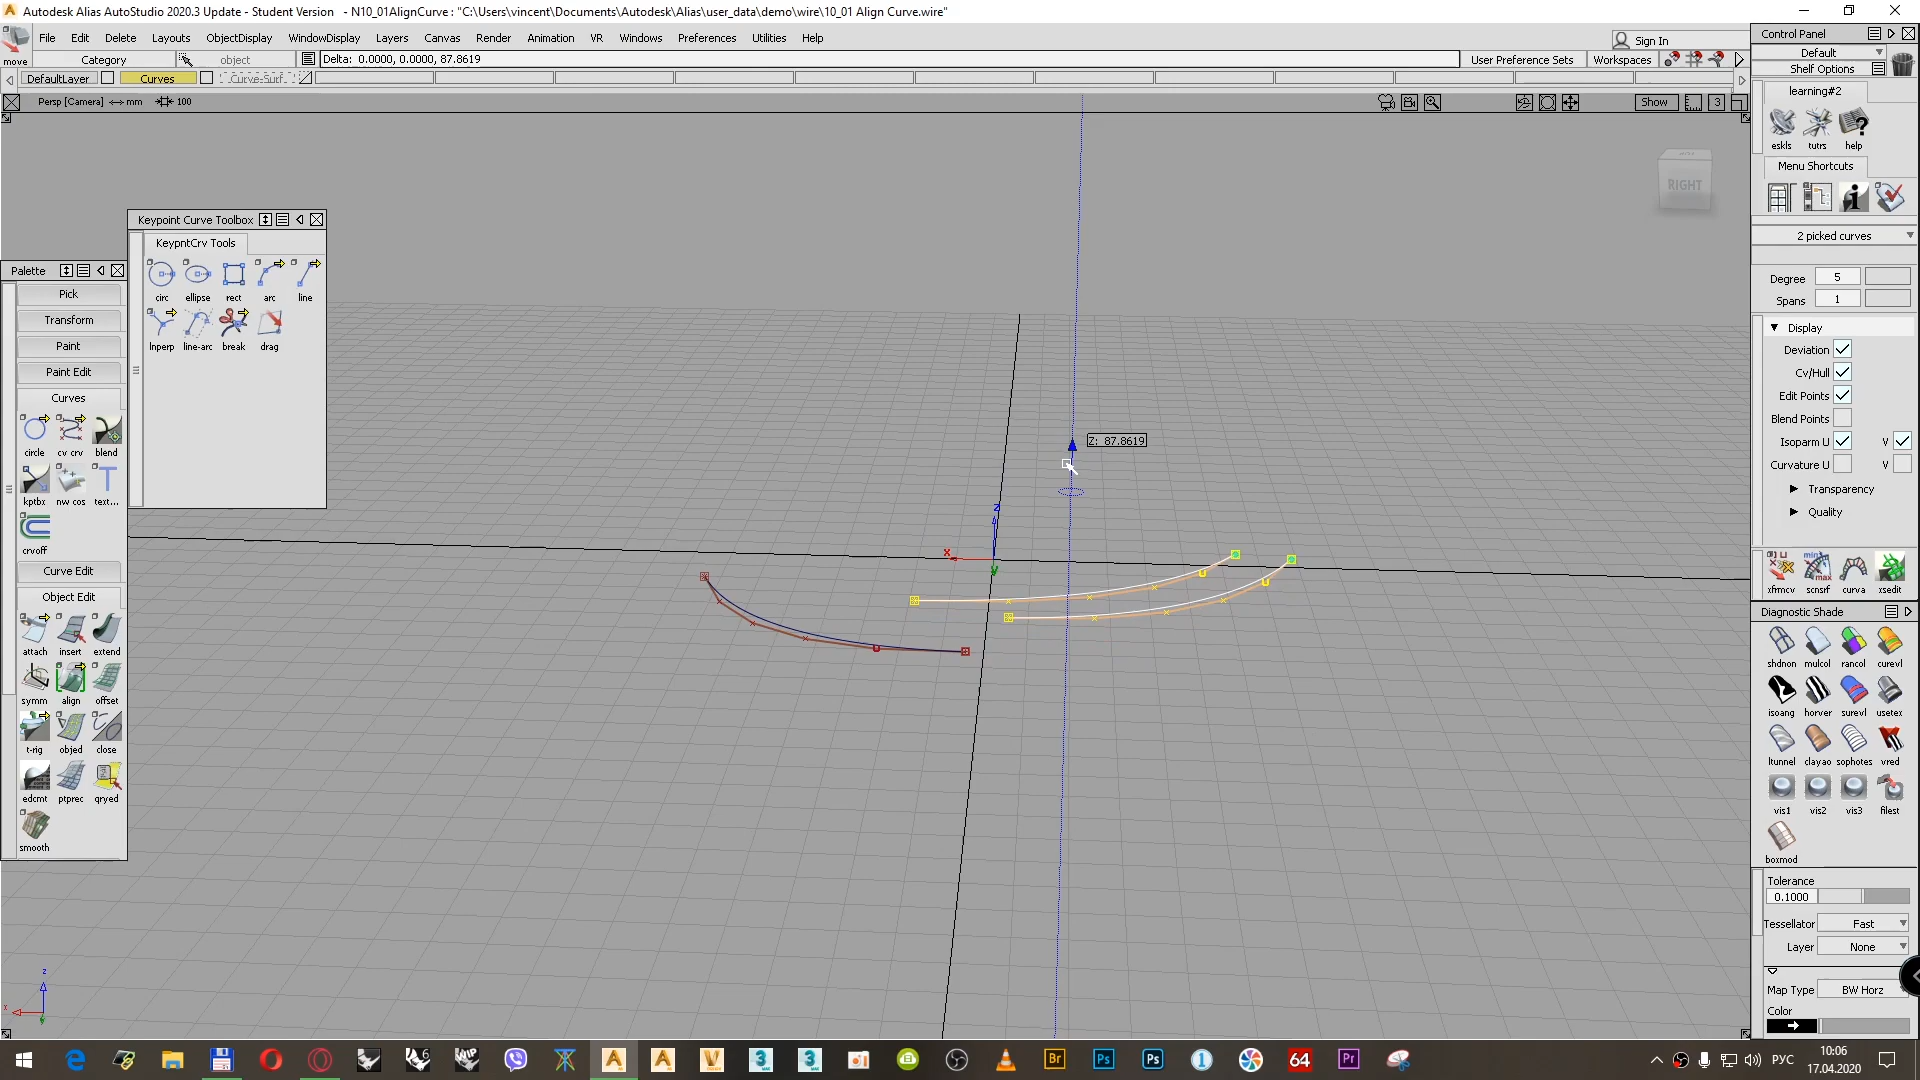 Autodesk Alias AutoStudio 2020.3 Update - Student Version - N10_01AlignCurve : "C:\Users\vincent\Documents\Autodesk\Alias\user_data\demo\wire\10_01 Align Curve.wire"
File Edit Delete Layouts ObjectDisplay WindowDisplay Layers Canvas Render Animation VR Windows Preferences Utilities Help
Sign In
move Category object Delta: 0.0000, 0.0000, 87.8619 User Preference Sets Workspaces
DefaultLayer Curves Curve-Surf
Persp [Camera] mm 100 Show 3
Control Panel
Default
Shelf Options
learning#2
eskls tutrs help
Menu Shortcuts
2 picked curves
Degree 5
Spans 1
Display
Deviation
Cv/Hull
Edit Points
Blend Points
Isoparm U V
Curvature U V
Transparency
Quality
xfrmcv scnsrf curva xsedit
Diagnostic Shade
shdnon mulcol rancol curevl
isoang horver surevl usetex
ltunnel clayao sophotes vred
vis1 vis2 vis3 filest
boxmod
Tolerance
0.1000
Tessellator Fast
Layer None
Map Type BW Horz
Color
Keypoint Curve Toolbox
KeypntCrv Tools
circ ellipse rect arc line
lnperp line-arc break drag
Palette
Pick
Transform
Paint
Paint Edit
Curves
circle cv crv blend
kptbx nw cos text...
crvoff
Curve Edit
Object Edit
attach insert extend
symm align offset
t-rig objed close
edcmt ptprec qryed
smooth
RIGHT
Z: 87.8619
z
x
y
z
x
Br Ps Ps 64 Pr
РУС
10:06
17.04.2020